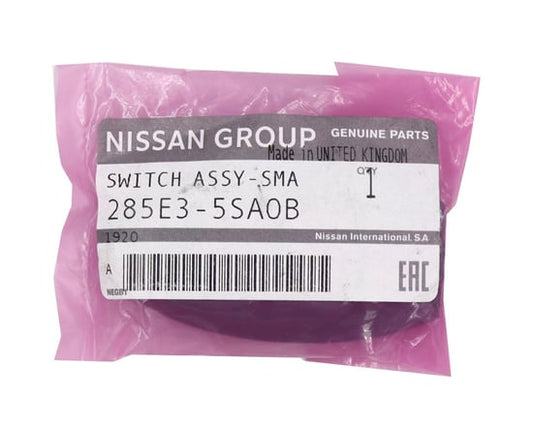 NISSAN GROUP GENUINE PARTS
Made in UNITED KINGDOM
SWITCH ASSY-SMA QTY 1
285E3-5SA0B
1920 Nissan International. S.A
A
EAC